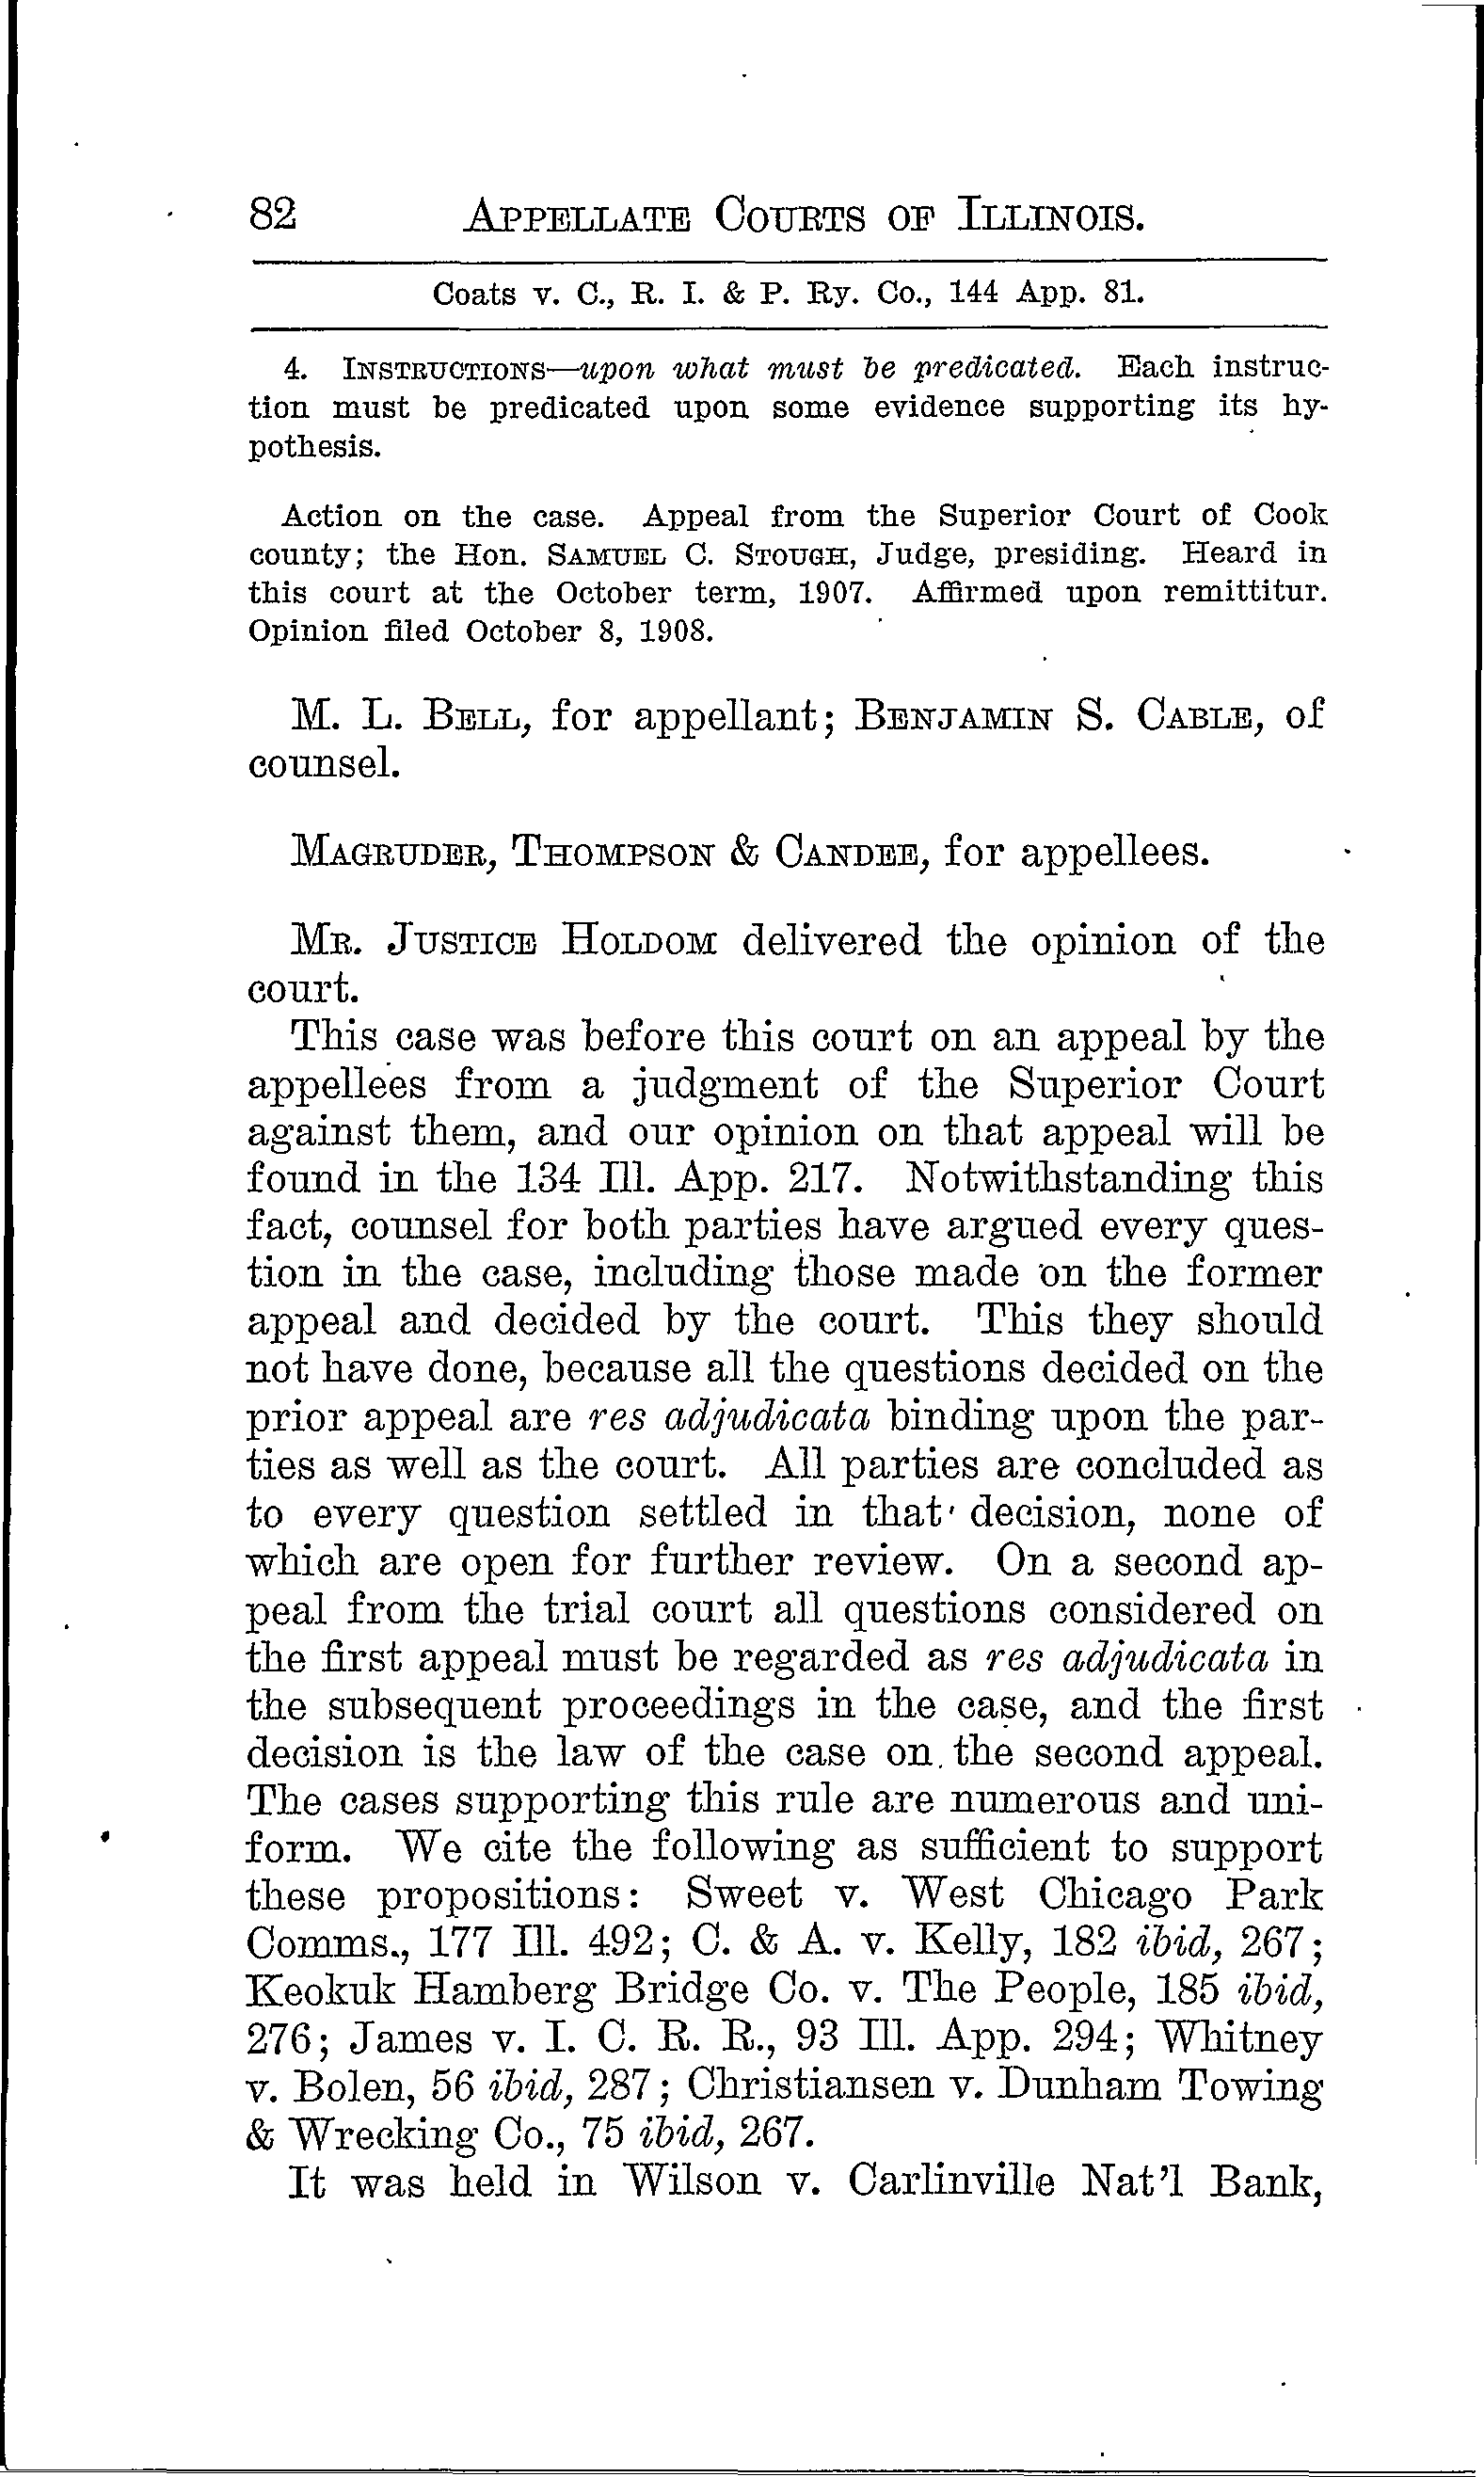 82 APPELLATE COURTS OF ILLINOIS.
Coats v. C., R. I. & P. Ry. Co., 144 App. 81.
4. INSTRUCTIONS—upon what must be predicated. Each instruc-
tion must be predicated upon some evidence supporting its hy-
pothesis.
Action on the case. Appeal from the Superior Court of Cook
county; the Hon. SAMUEL C. STOUGH, Judge, presiding. Heard in
this court at the October term, 1907. Affirmed upon remittitur.
Opinion filed October 8, 1908.
M. L. BELL, for appellant; BENJAMIN S. CABLE, of
counsel.
MAGRUDER, THOMPSON & CANDEE, for appellees.
MR. JUSTICE HOLDOM delivered the opinion of the
court.
This case was before this court on an appeal by the
appellees from a judgment of the Superior Court
against them, and our opinion on that appeal will be
found in the 134 Ill. App. 217. Notwithstanding this
fact, counsel for both parties have argued every ques-
tion in the case, including those made on the former
appeal and decided by the court. This they should
not have done, because all the questions decided on the
prior appeal are res adjudicata binding upon the par-
ties as well as the court. All parties are concluded as
to every question settled in that decision, none of
which are open for further review. On a second ap-
peal from the trial court all questions considered on
the first appeal must be regarded as res adjudicata in
the subsequent proceedings in the case, and the first
decision is the law of the case on the second appeal.
The cases supporting this rule are numerous and uni-
form. We cite the following as sufficient to support
these propositions: Sweet v. West Chicago Park
Comms., 177 Ill. 492; C. & A. v. Kelly, 182 ibid, 267;
Keokuk Hamberg Bridge Co. v. The People, 185 ibid,
276; James v. I. C. R. R., 93 Ill. App. 294; Whitney
v. Bolen, 56 ibid, 287; Christiansen v. Dunham Towing
& Wrecking Co., 75 ibid, 267.
It was held in Wilson v. Carlinville Nat'l Bank,